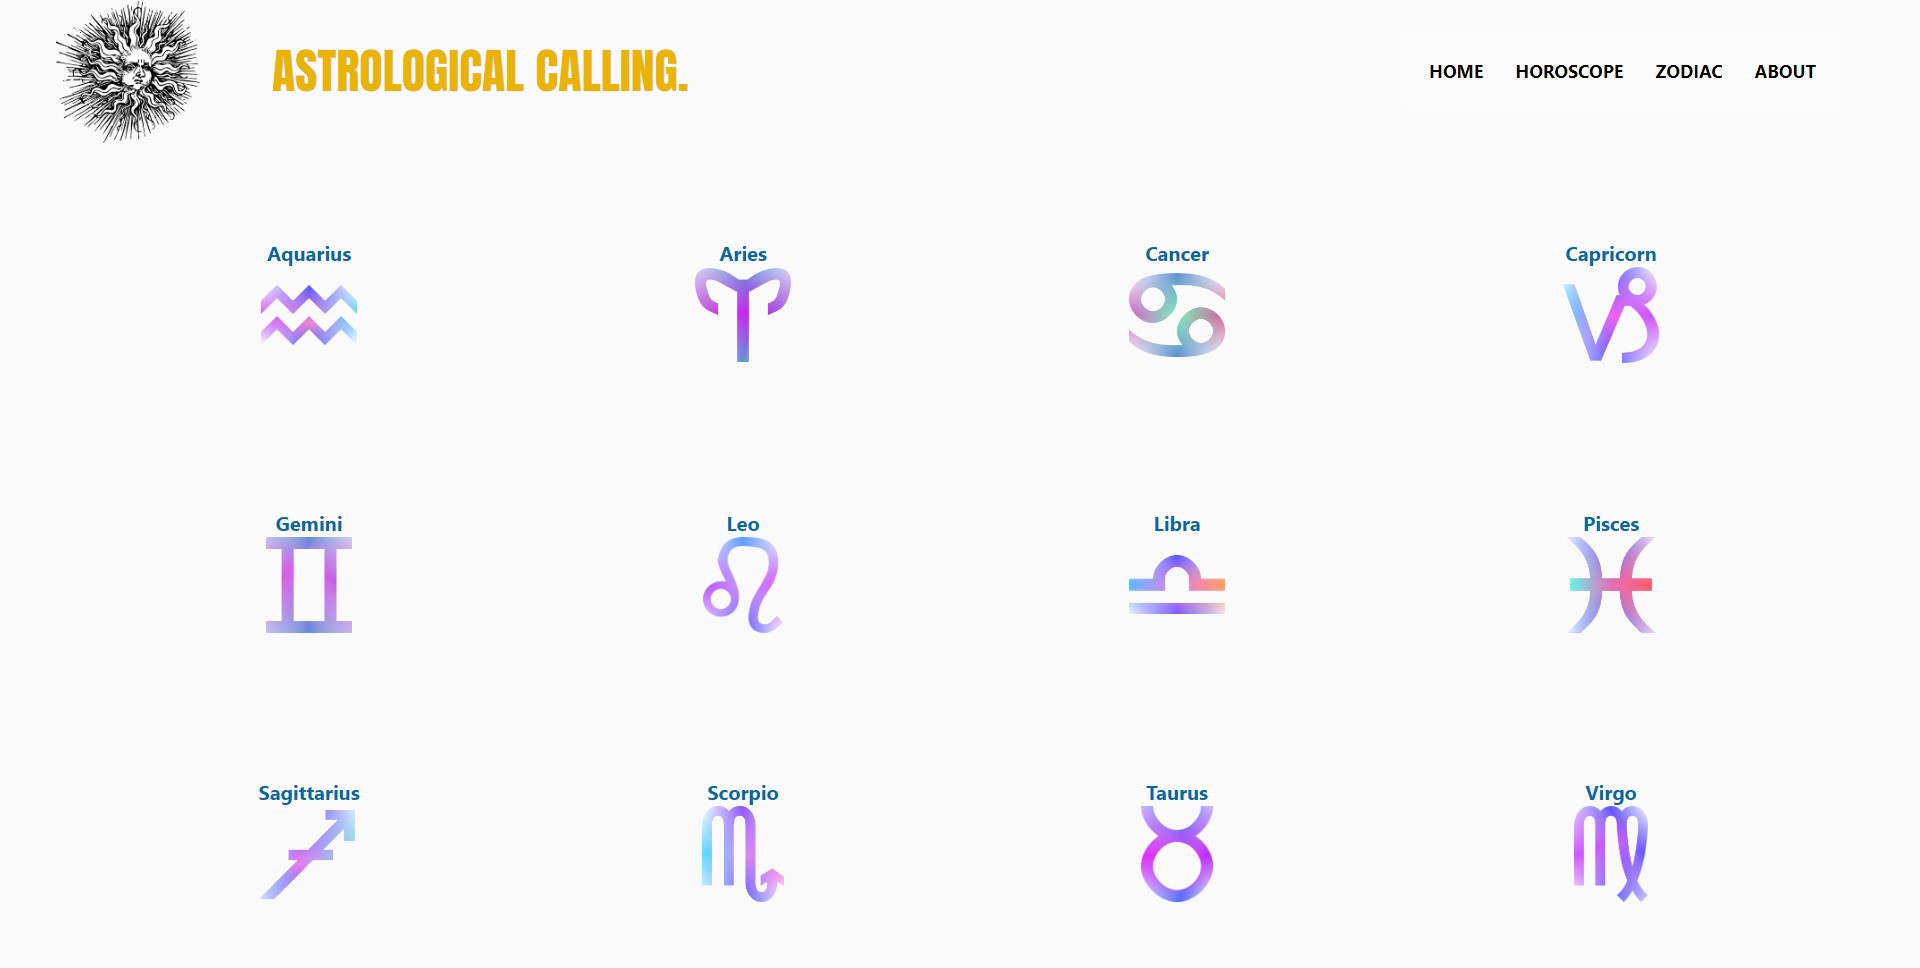 ASTROLOGICAL CALLING.
HOME HOROSCOPE ZODIAC ABOUT
Aquarius Aries Cancer Capricorn
Gemini Leo Libra Pisces
Sagittarius Scorpio Taurus Virgo